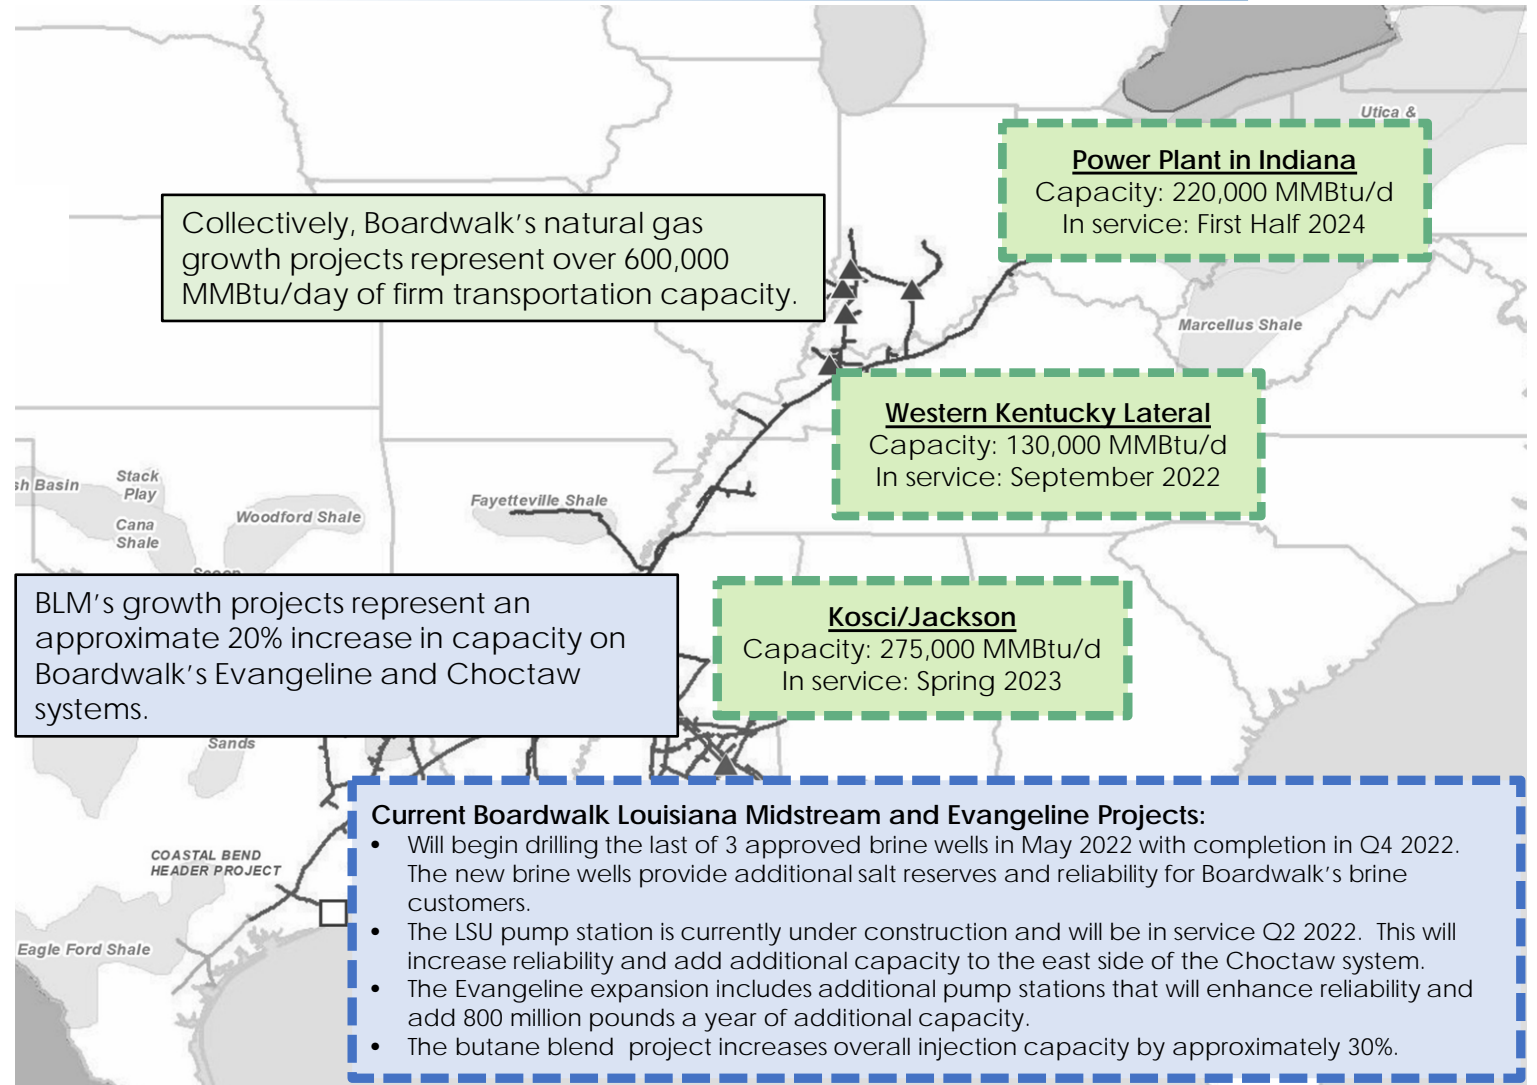 Utica &
Power Plant in Indiana
Capacity: 220,000 MMBtu/d
In service: First Half 2024
Collectively, Boardwalk's natural gas
growth projects represent over 600,000
MMBtu/day of firm transportation capacity.
Marcellus Shale
Western Kentucky Lateral
Capacity: 130,000 MMBtu/d
In service: September 2022
sh Basin
Stack
Play
Cana
Shale
Woodford Shale
Fayetteville Shale
BLM's growth projects represent an
approximate 20% increase in capacity on
Boardwalk's Evangeline and Choctaw
systems.
Kosci/Jackson
Capacity: 275,000 MMBtu/d
In service: Spring 2023
Sands
COASTAL BEND
HEADER PROJECT
Eagle Ford Shale
Current Boardwalk Louisiana Midstream and Evangeline Projects:
• Will begin drilling the last of 3 approved brine wells in May 2022 with completion in Q4 2022.
The new brine wells provide additional salt reserves and reliability for Boardwalk's brine
customers.
• The LSU pump station is currently under construction and will be in service Q2 2022. This will
increase reliability and add additional capacity to the east side of the Choctaw system.
• The Evangeline expansion includes additional pump stations that will enhance reliability and
add 800 million pounds a year of additional capacity.
• The butane blend project increases overall injection capacity by approximately 30%.